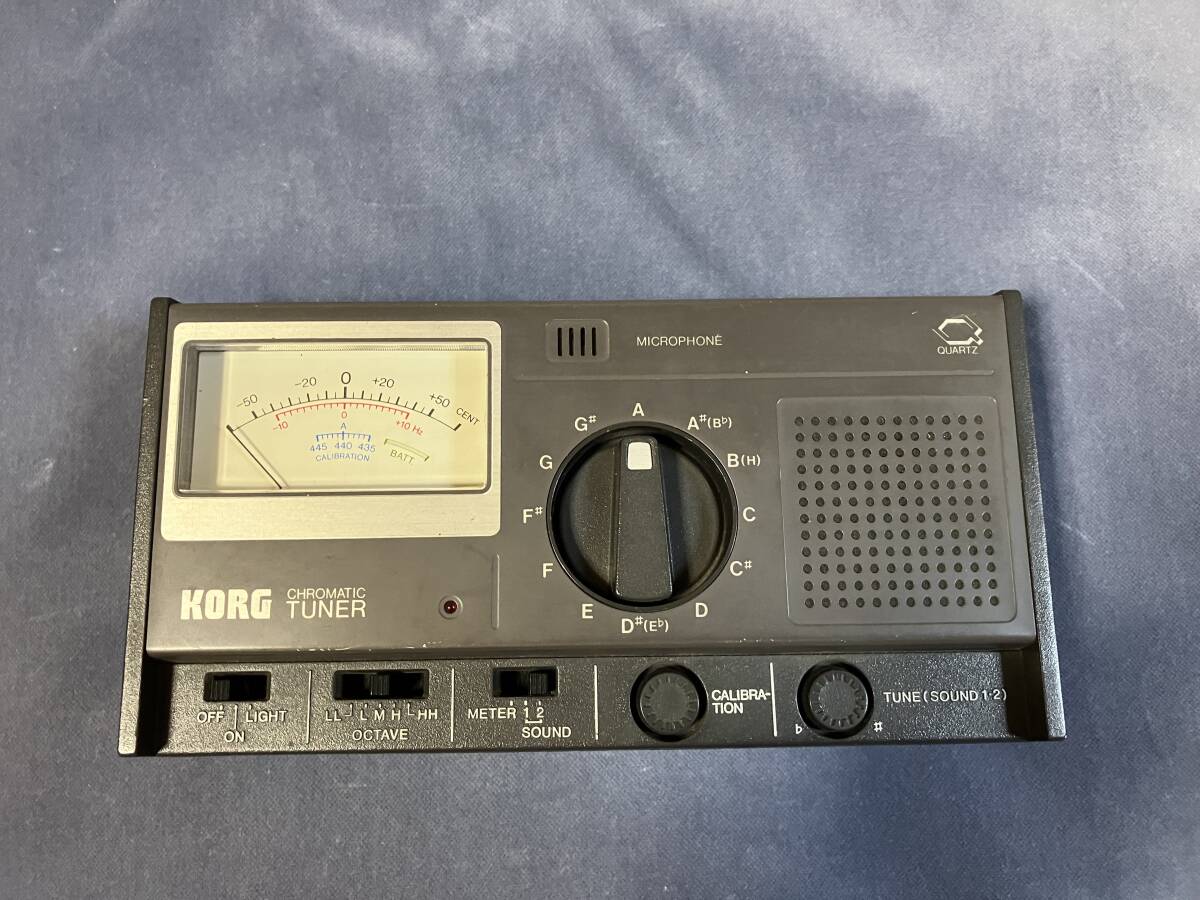 MICROPHONE
QUARTZ
-50 -20 0 +20 +50 CENT
-10 0 +10 Hz
A
445 440 435
CALIBRATION
BATT.
A
A♯(B♭)
B(H)
C
C♯
D
D♯(E♭)
E
F
F♯
G
G♯
KORG CHROMATIC TUNER
OFF LIGHT
ON
LL L M H HH
OCTAVE
METER 1 2
SOUND
CALIBRA-
TION
TUNE (SOUND 1·2)
♭ ♯